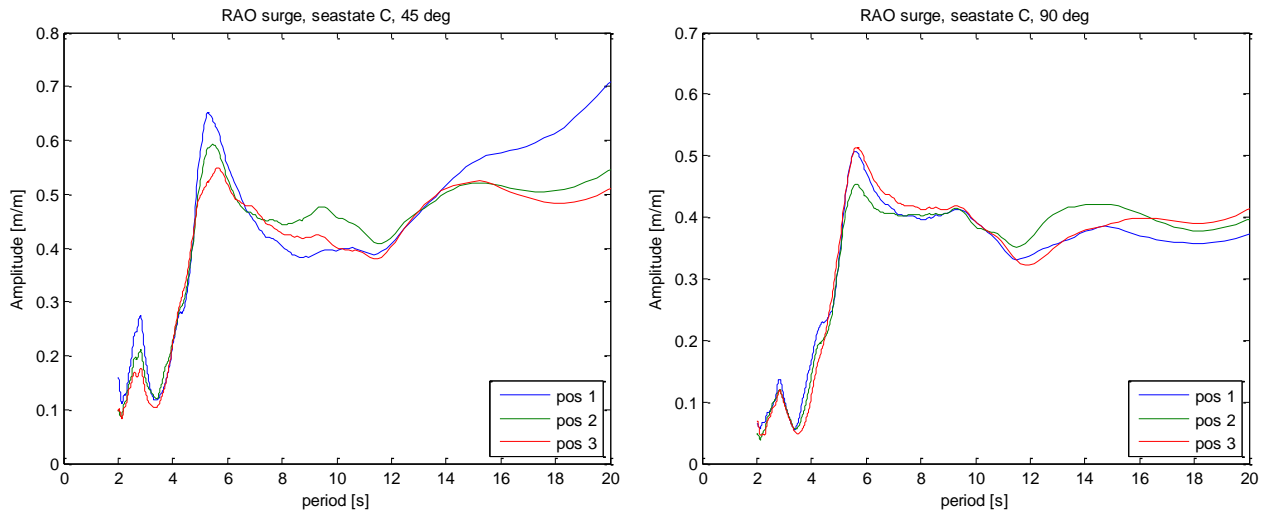 RAO surge, seastate C, 45 deg
0.8
0.7
0.6
0.5
0.4
0.3
0.2
0.1
0
Amplitude [m/m]
0 2 4 6 8 10 12 14 16 18 20
period [s]
pos 1
pos 2
pos 3
RAO surge, seastate C, 90 deg
0.7
0.6
0.5
0.4
0.3
0.2
0.1
0
Amplitude [m/m]
0 2 4 6 8 10 12 14 16 18 20
period [s]
pos 1
pos 2
pos 3